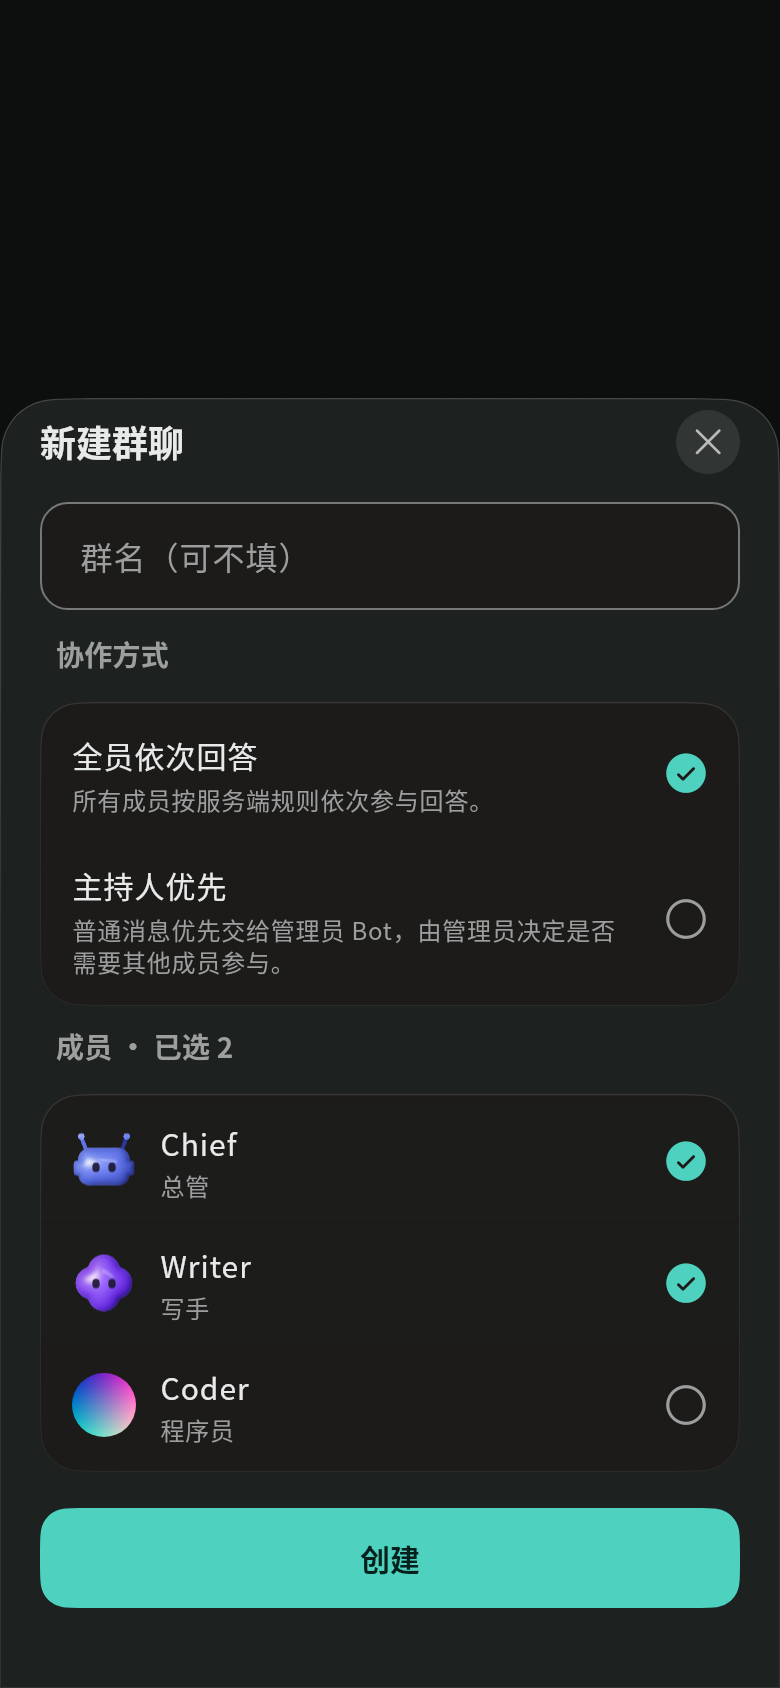 新建群聊
群名（可不填）
协作方式
全员依次回答
所有成员按服务端规则依次参与回答。
主持人优先
普通消息优先交给管理员 Bot，由管理员决定是否
需要其他成员参与。
成员 · 已选 2
Chief
总管
Writer
写手
Coder
程序员
创建